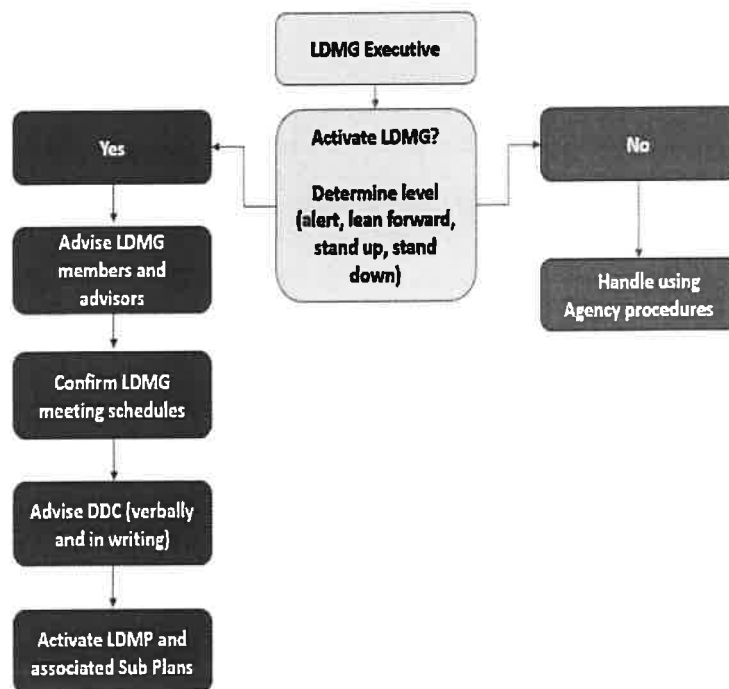 LDMG Executive
Activate LDMG?
Determine level
(alert, lean forward,
stand up, stand
down)
Yes
No
Advise LDMG
members and
advisors
Handle using
Agency procedures
Confirm LDMG
meeting schedules
Advise DDC (verbally
and in writing)
Activate LDMP and
associated Sub Plans